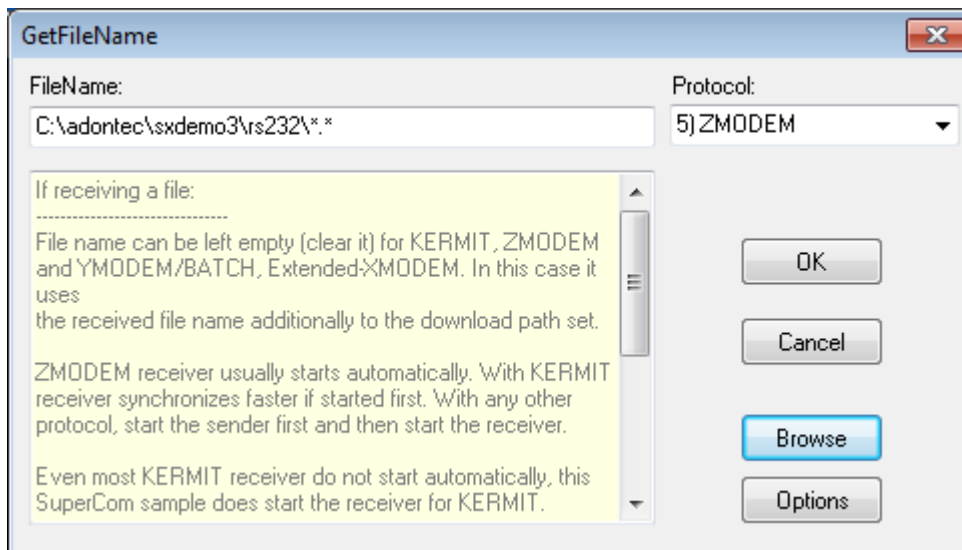 GetFileName
FileName:
Protocol:
C:\adontec\sxdemo3\rs232\*.*
5) ZMODEM
If receiving a file:
--------------------------------
File name can be left empty (clear it) for KERMIT, ZMODEM
and YMODEM/BATCH, Extended-XMODEM. In this case it
uses
the received file name additionally to the download path set.
ZMODEM receiver usually starts automatically. With KERMIT
receiver synchronizes faster if started first. With any other
protocol, start the sender first and then start the receiver.
Even most KERMIT receiver do not start automatically, this
SuperCom sample does start the receiver for KERMIT.
OK
Cancel
Browse
Options